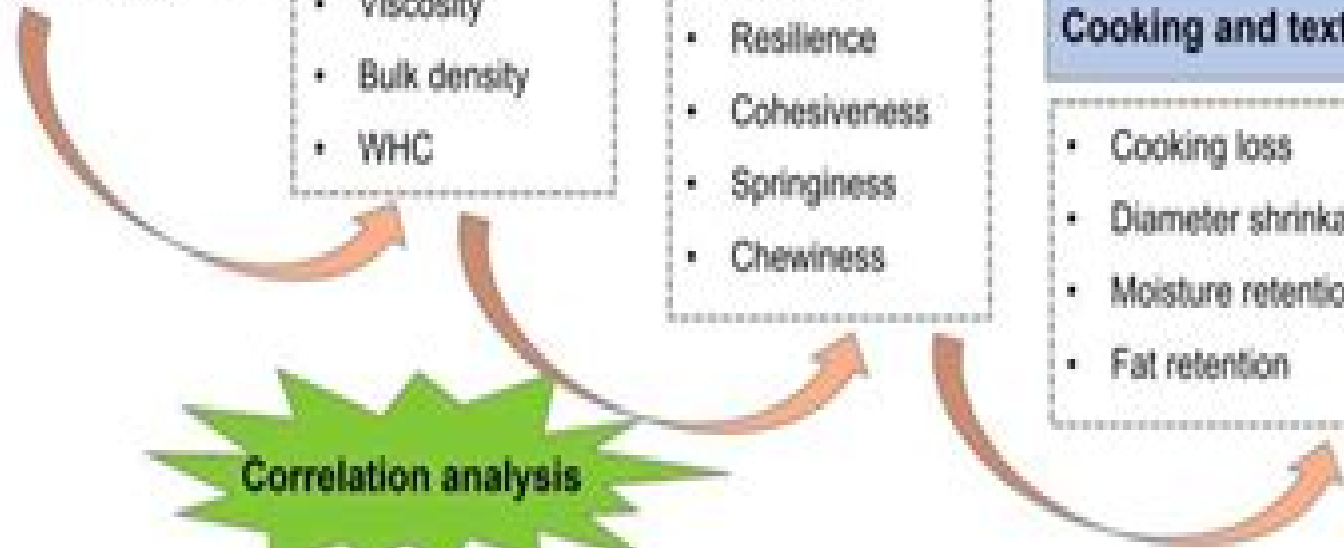 Viscosity
• Bulk density
• WHC
• Resilience
• Cohesiveness
• Springiness
• Chewiness
Cooking and text
• Cooking loss
• Diameter shrinka
• Moisture retentio
• Fat retention
Correlation analysis